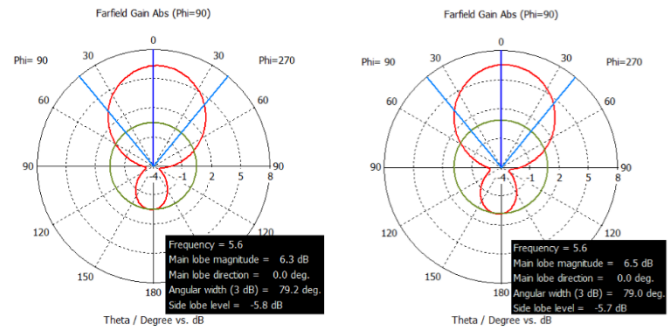 Farfield Gain Abs (Phi=90)
0
Phi= 90
30
30
Phi=270
60
60
90
-4
-1
2
5
8
90
120
120
150
180
Frequency = 5.6
Main lobe magnitude = 6.3 dB
Main lobe direction = 0.0 deg.
Angular width (3 dB) = 79.2 deg.
Side lobe level = -5.8 dB
Theta / Degree vs. dB
Farfield Gain Abs (Phi=90)
0
Phi= 90
30
30
Phi=270
60
60
90
-4
-1
2
5
8
90
120
120
150
180
Frequency = 5.6
Main lobe magnitude = 6.5 dB
Main lobe direction = 0.0 deg.
Angular width (3 dB) = 79.0 deg.
Side lobe level = -5.7 dB
Theta / Degree vs. dB